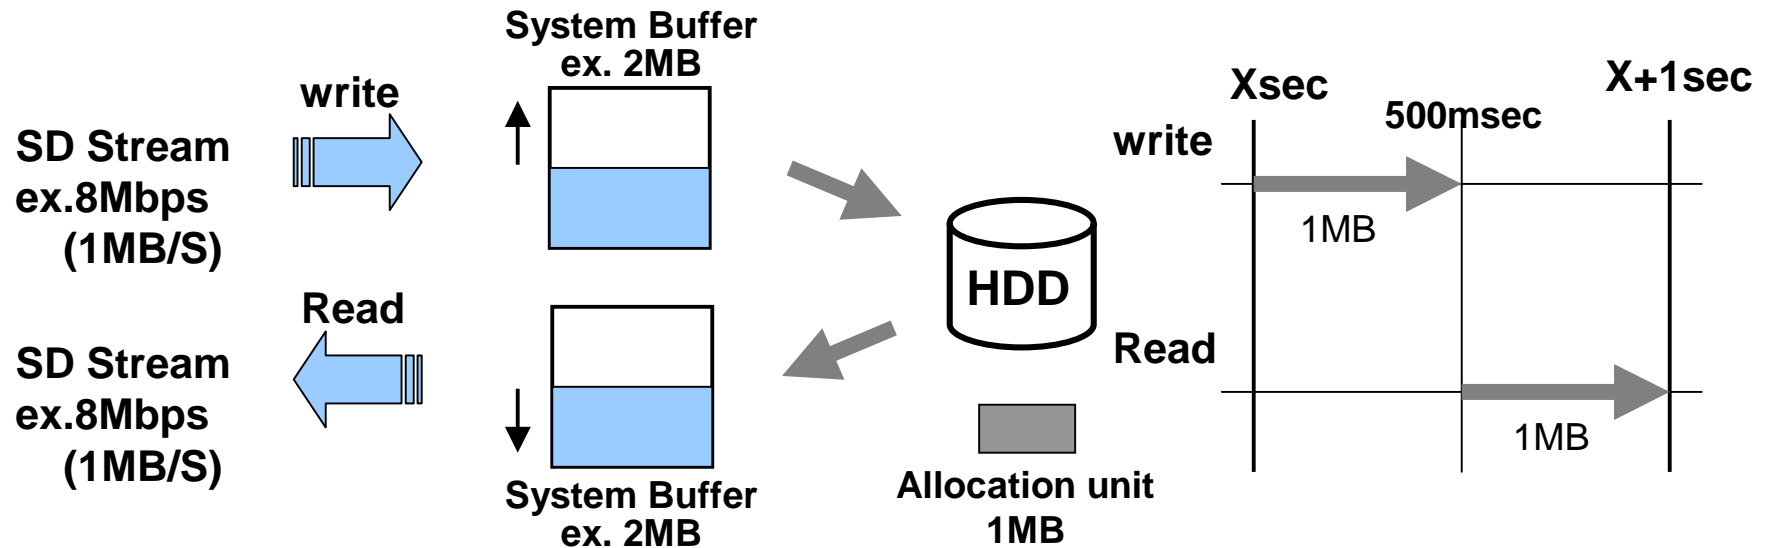 System Buffer
ex. 2MB
write
SD Stream
ex.8Mbps
(1MB/S)
Read
SD Stream
ex.8Mbps
(1MB/S)
System Buffer
ex. 2MB
HDD
Allocation unit
1MB
Xsec
500msec
X+1sec
write
1MB
Read
1MB